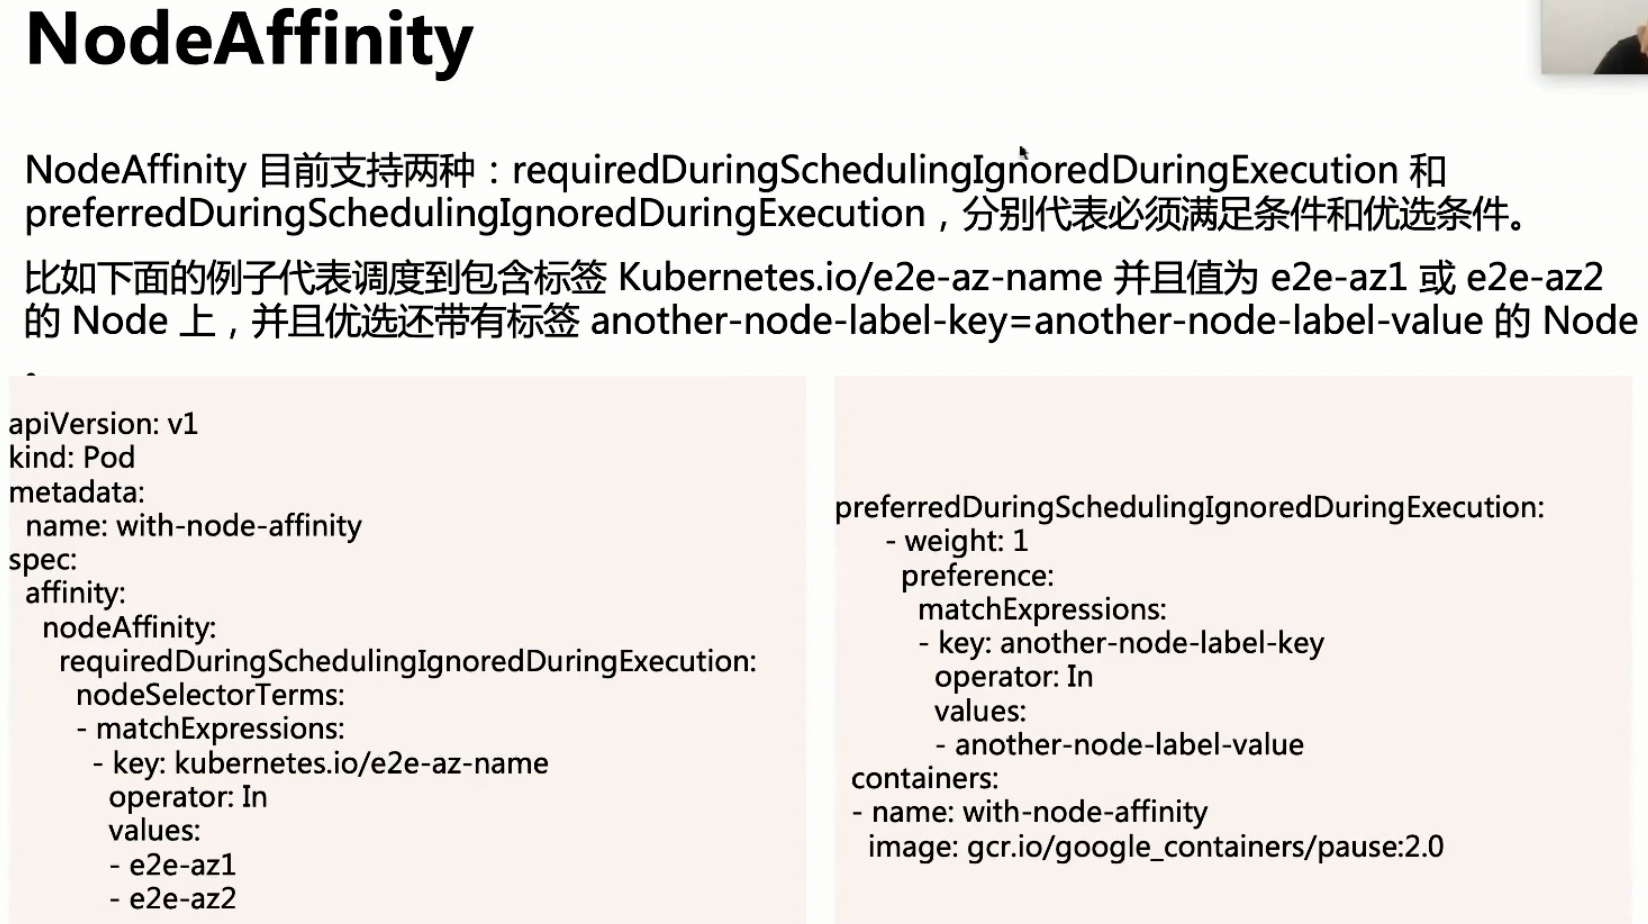 NodeAffinity
NodeAffinity 目前支持两种：requiredDuringSchedulingIgnoredDuringExecution 和
preferredDuringSchedulingIgnoredDuringExecution，分别代表必须满足条件和优选条件。
比如下面的例子代表调度到包含标签 Kubernetes.io/e2e-az-name 并且值为 e2e-az1 或 e2e-az2
的 Node 上，并且优选还带有标签 another-node-label-key=another-node-label-value 的 Node
。
apiVersion: v1
kind: Pod
metadata:
  name: with-node-affinity
spec:
  affinity:
    nodeAffinity:
      requiredDuringSchedulingIgnoredDuringExecution:
        nodeSelectorTerms:
        - matchExpressions:
          - key: kubernetes.io/e2e-az-name
            operator: In
            values:
            - e2e-az1
            - e2e-az2
preferredDuringSchedulingIgnoredDuringExecution:
      - weight: 1
        preference:
          matchExpressions:
          - key: another-node-label-key
            operator: In
            values:
            - another-node-label-value
  containers:
  - name: with-node-affinity
    image: gcr.io/google_containers/pause:2.0